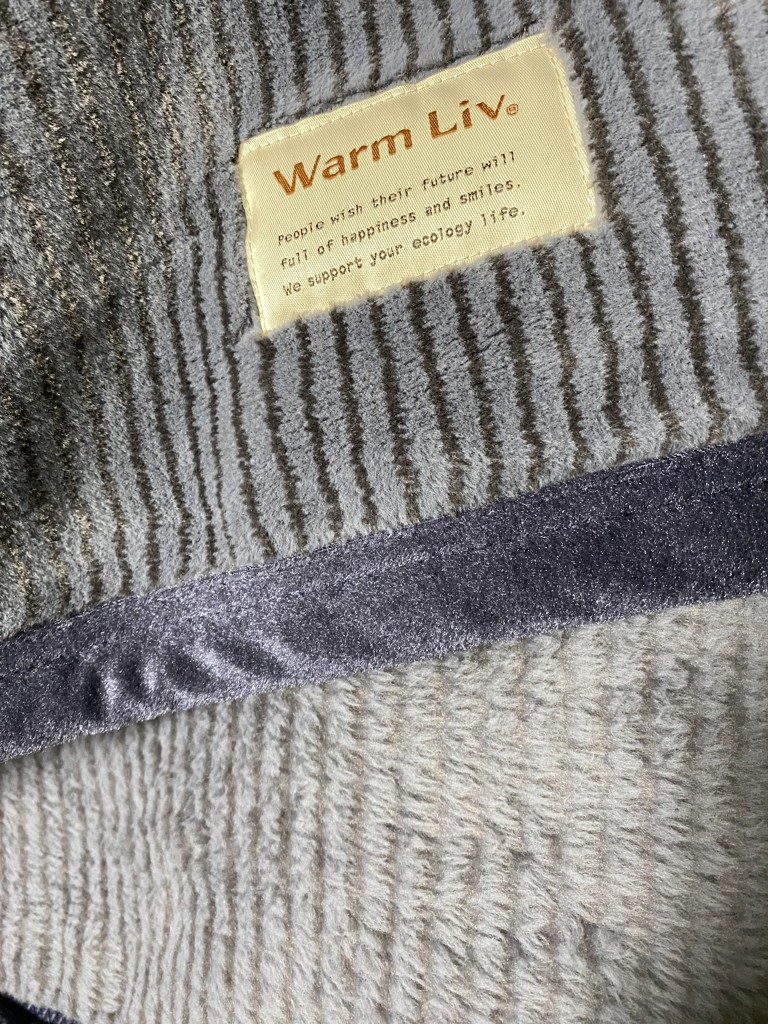 Warm Liv®
People wish their future will
full of happiness and smiles.
We support your ecology life.